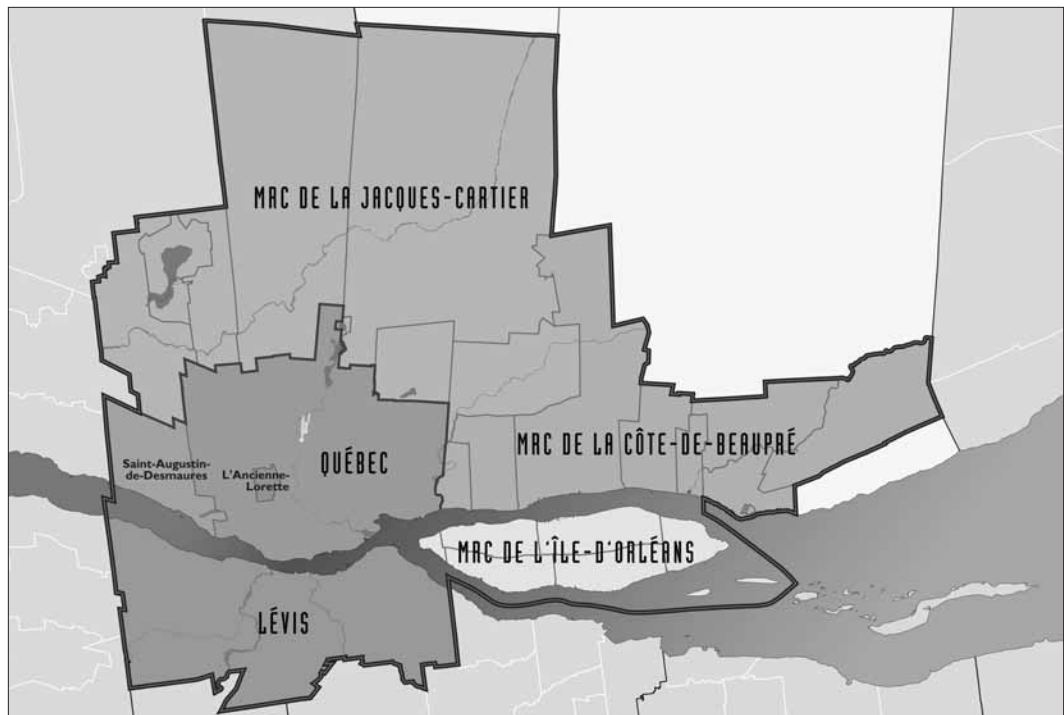 MRC DE LA JACQUES-CARTIER
MRC DE LA CÔTE-DE-BEAUPRÉ
QUÉBEC
Saint-Augustin-
de-Desmaures
L'Ancienne-
Lorette
MRC DE L'ÎLE-D'ORLÉANS
LÉVIS